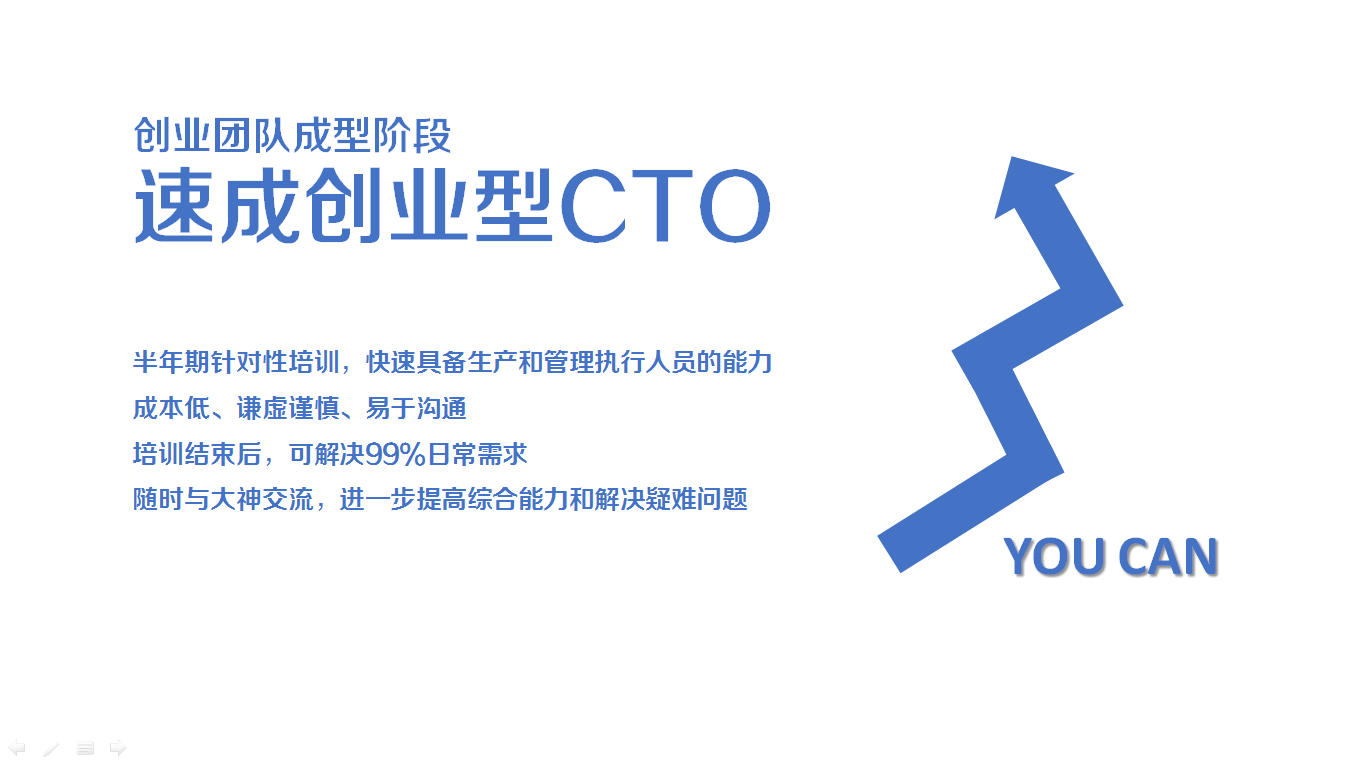 创业团队成型阶段
速成创业型CTO
半年期针对性培训，快速具备生产和管理执行人员的能力
成本低、谦虚谨慎、易于沟通
培训结束后，可解决99%日常需求
随时与大神交流，进一步提高综合能力和解决疑难问题
YOU CAN